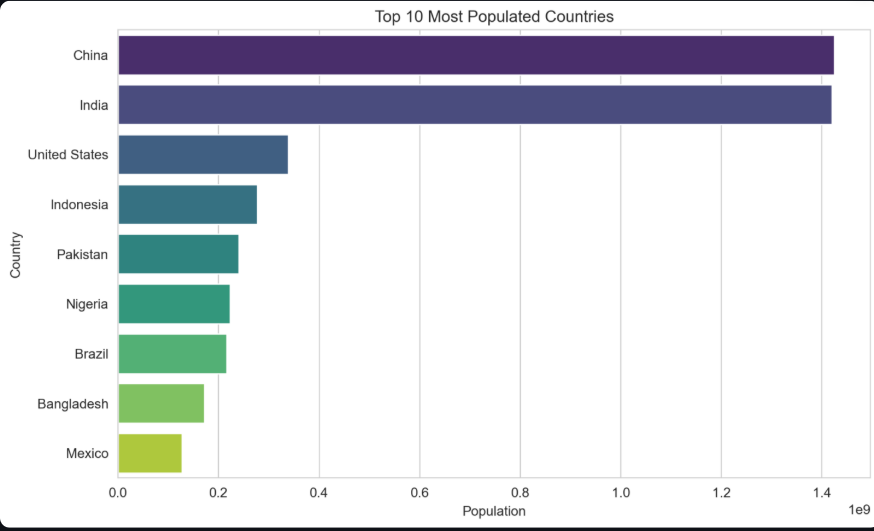 Top 10 Most Populated Countries
China
India
United States
Indonesia
Pakistan
Nigeria
Brazil
Bangladesh
Mexico
Country
0.0 0.2 0.4 0.6 0.8 1.0 1.2 1.4
1e9
Population